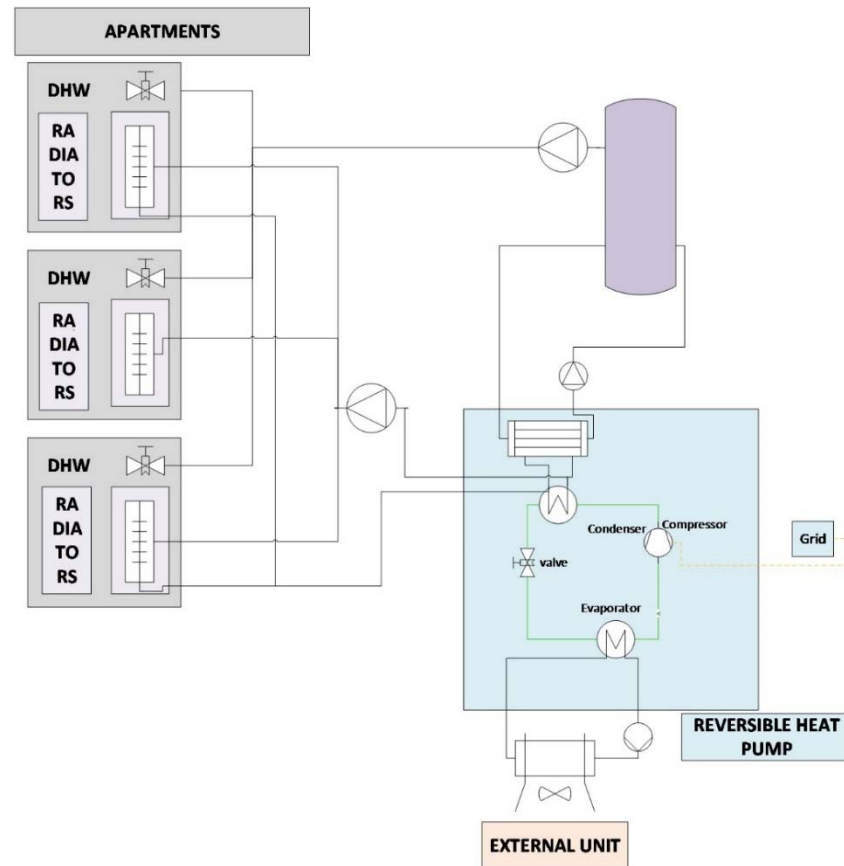 APARTMENTS
DHW
RA
DIA
TO
RS
DHW
RA
DIA
TO
RS
DHW
RA
DIA
TO
RS
Condenser
Compressor
Grid
valve
Evaporator
REVERSIBLE HEAT
PUMP
EXTERNAL UNIT